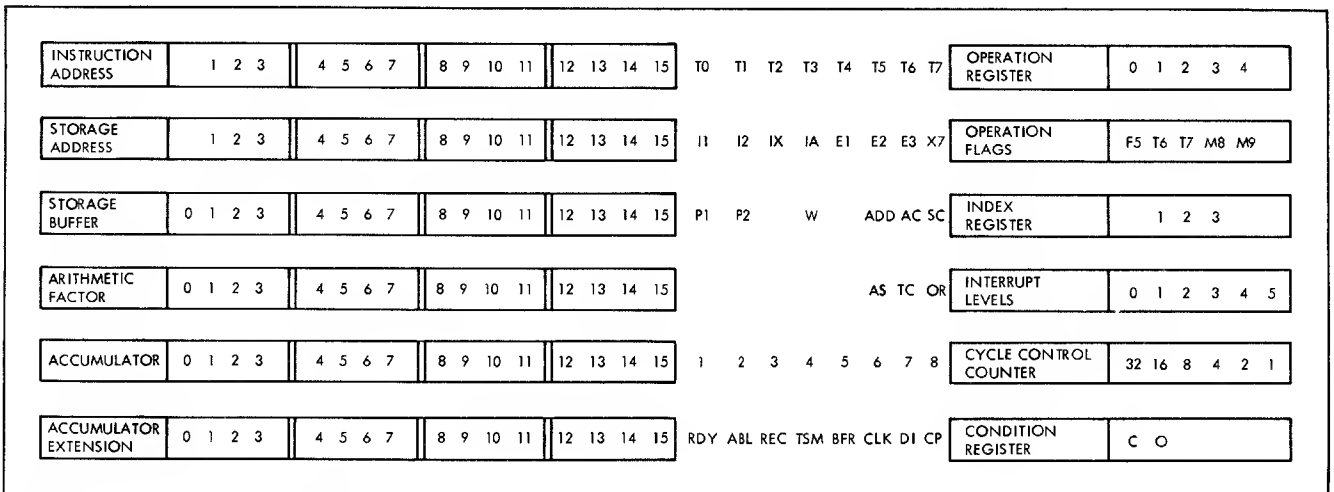 INSTRUCTION ADDRESS 1 2 3 4 5 6 7 8 9 10 11 12 13 14 15 T0 T1 T2 T3 T4 T5 T6 T7 OPERATION REGISTER 0 1 2 3 4
STORAGE ADDRESS 1 2 3 4 5 6 7 8 9 10 11 12 13 14 15 I1 I2 IX IA E1 E2 E3 X7 OPERATION FLAGS F5 T6 T7 M8 M9
STORAGE BUFFER 0 1 2 3 4 5 6 7 8 9 10 11 12 13 14 15 P1 P2 W ADD AC SC INDEX REGISTER 1 2 3
ARITHMETIC FACTOR 0 1 2 3 4 5 6 7 8 9 10 11 12 13 14 15 AS TC OR INTERRUPT LEVELS 0 1 2 3 4 5
ACCUMULATOR 0 1 2 3 4 5 6 7 8 9 10 11 12 13 14 15 1 2 3 4 5 6 7 8 CYCLE CONTROL COUNTER 32 16 8 4 2 1
ACCUMULATOR EXTENSION 0 1 2 3 4 5 6 7 8 9 10 11 12 13 14 15 RDY ABL REC TSM BFR CLK DI CP CONDITION REGISTER C O